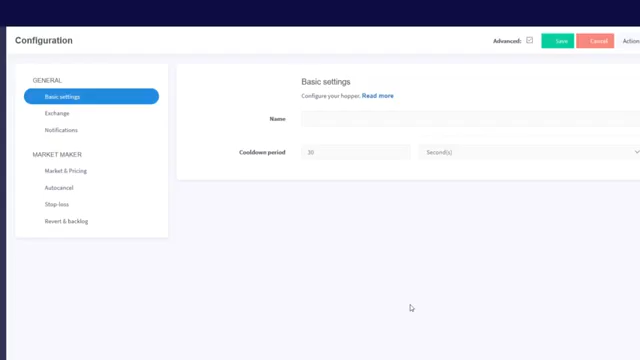 Configuration
Advanced: Save Cancel Action
GENERAL
Basic settings
Exchange
Notifications
MARKET MAKER
Market & Pricing
Autocancel
Stop-loss
Revert & backlog
Basic settings
Configure your hopper. Read more
Name
Cooldown period 30 Second(s)